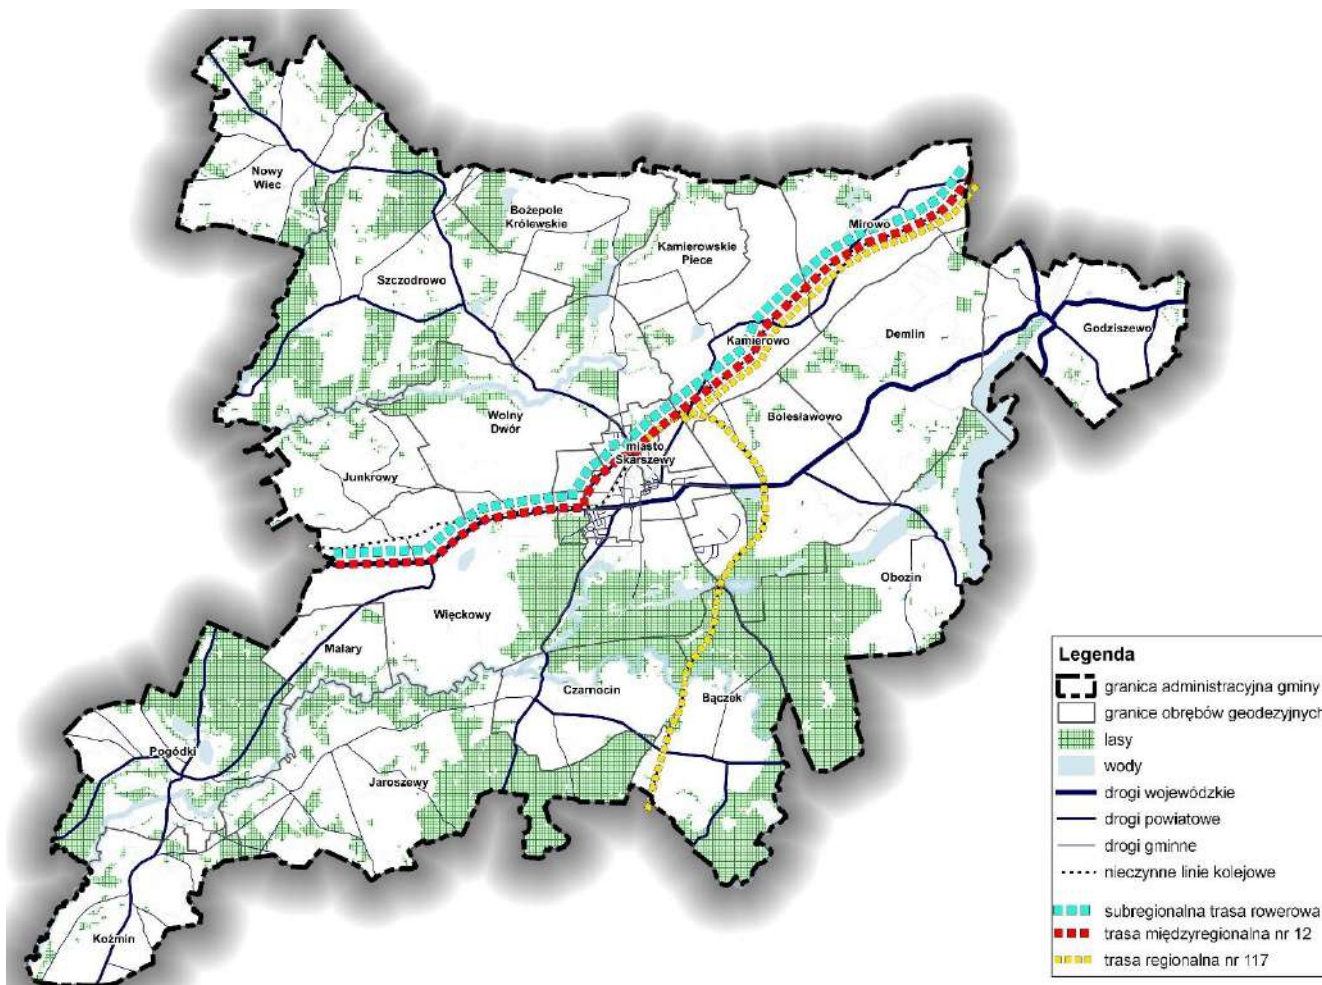 Nowy
Wiec
Bożepole
Królewskie
Mirowo
Kamierowskie
Piece
Szczodrowo
Godziszewo
Demlin
Kamierowo
Wolny
Dwór
Bolesławowo
miasto
Skarszewy
Junkrowy
Obozin
Więckowy
Malary
Czarnocin
Bączek
Pogódki
Jaroszewy
Koźmin
Legenda
granica administracyjna gminy
granice obrębów geodezyjnych
lasy
wody
drogi wojewódzkie
drogi powiatowe
drogi gminne
nieczynne linie kolejowe
subregionalna trasa rowerowa
trasa międzyregionalna nr 12
trasa regionalna nr 117